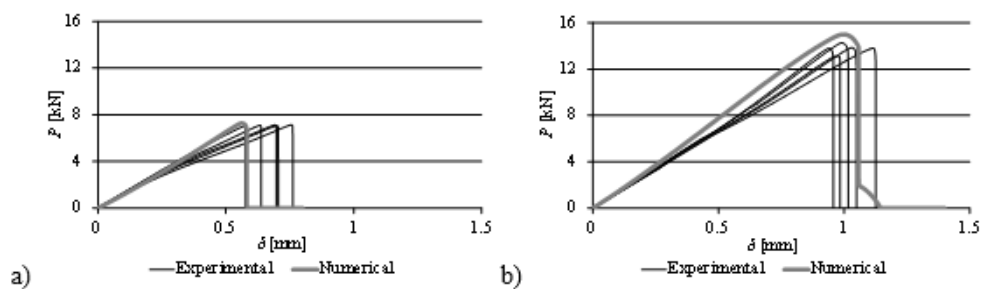 16
12
8
4
0
P [kN]
0
0.5
1
1.5
δ [mm]
Experimental
Numerical
a)
16
12
8
4
0
P [kN]
0
0.5
1
1.5
δ [mm]
Experimental
Numerical
b)